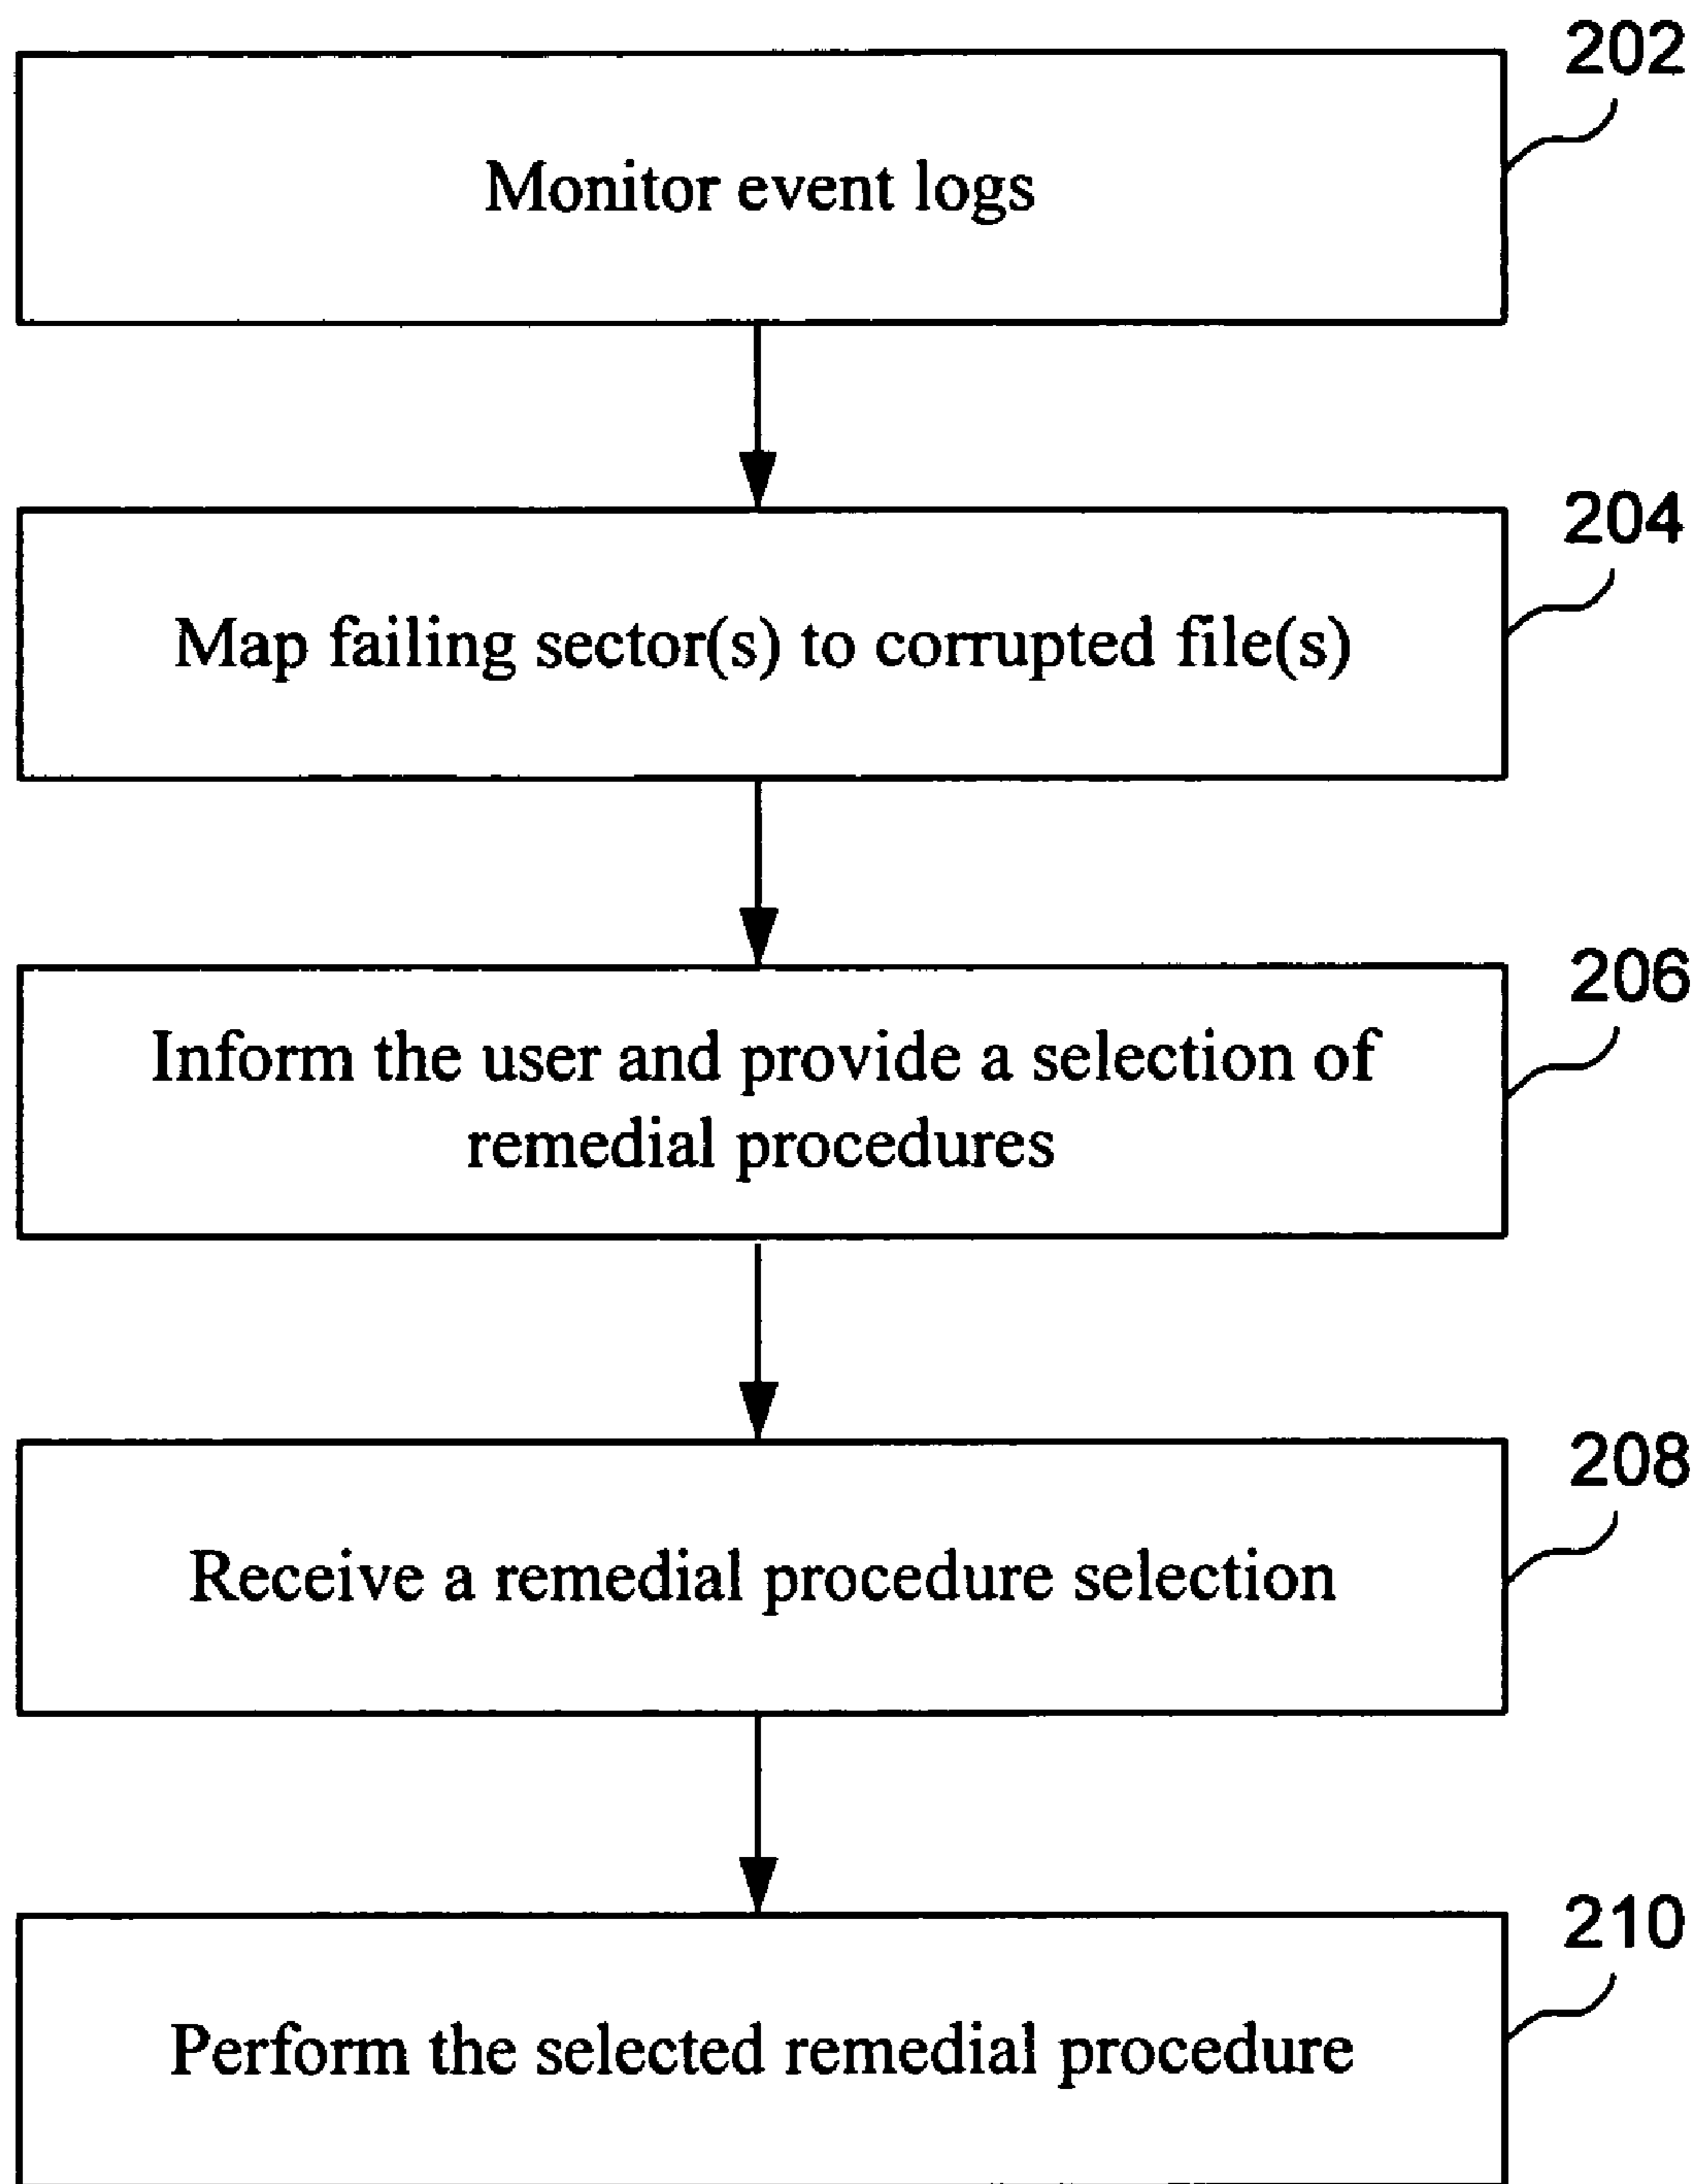 202
Monitor event logs
204
Map failing sector(s) to corrupted file(s)
206
Inform the user and provide a selection of
remedial procedures
208
Receive a remedial procedure selection
210
Perform the selected remedial procedure